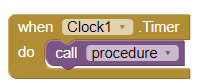 when Clock1 .Timer
do call procedure